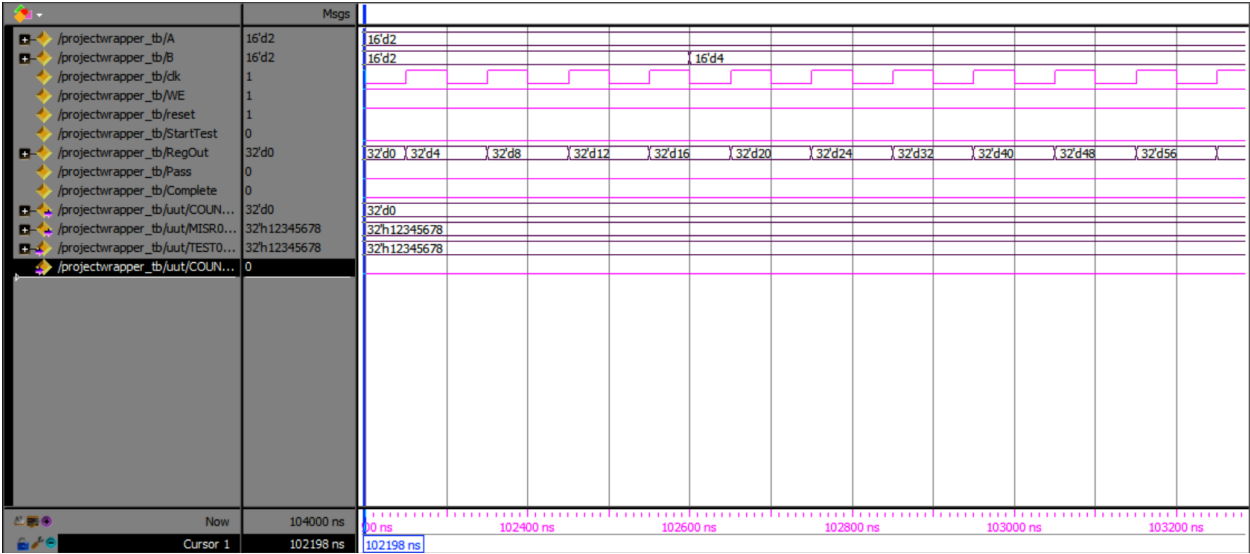 Msgs
/projectwrapper_tb/A 16'd2 16'd2
/projectwrapper_tb/B 16'd2 16'd2 16'd4
/projectwrapper_tb/clk 1
/projectwrapper_tb/WE 1
/projectwrapper_tb/reset 1
/projectwrapper_tb/StartTest 0
/projectwrapper_tb/RegOut 32'd0 32'd0 32'd4 32'd8 32'd12 32'd16 32'd20 32'd24 32'd32 32'd40 32'd48 32'd56
/projectwrapper_tb/Pass 0
/projectwrapper_tb/Complete 0
/projectwrapper_tb/uut/COUN... 32'd0 32'd0
/projectwrapper_tb/uut/MISR0... 32'h12345678 32'h12345678
/projectwrapper_tb/uut/TEST0... 32'h12345678 32'h12345678
/projectwrapper_tb/uut/COUN... 0
Now 104000 ns 00 ns 102400 ns 102600 ns 102800 ns 103000 ns 103200 ns
Cursor 1 102198 ns 102198 ns